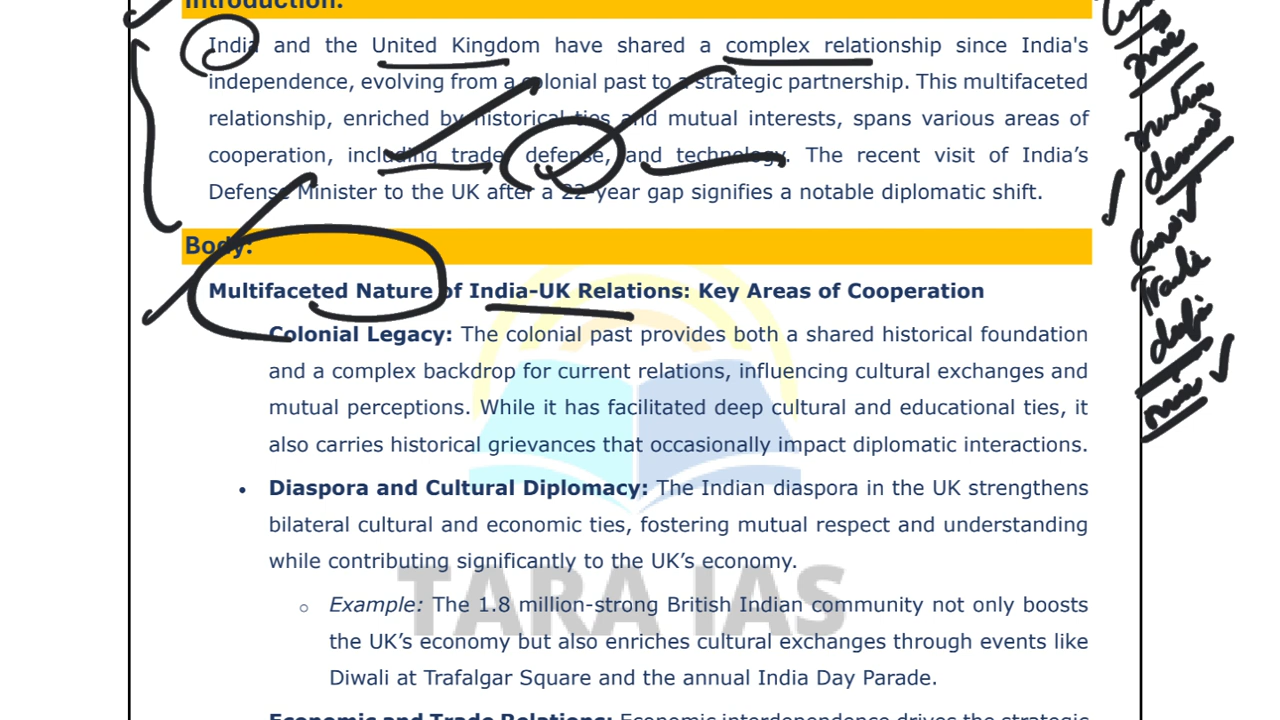 Introduction:
India and the United Kingdom have shared a complex relationship since India's
independence, evolving from a colonial past to a strategic partnership. This multifaceted
relationship, enriched by historical ties and mutual interests, spans various areas of
cooperation, including trade, defense, and technology. The recent visit of India’s
Defense Minister to the UK after a 22-year gap signifies a notable diplomatic shift.
Body:
Multifaceted Nature of India-UK Relations: Key Areas of Cooperation
Colonial Legacy: The colonial past provides both a shared historical foundation
and a complex backdrop for current relations, influencing cultural exchanges and
mutual perceptions. While it has facilitated deep cultural and educational ties, it
also carries historical grievances that occasionally impact diplomatic interactions.
• Diaspora and Cultural Diplomacy: The Indian diaspora in the UK strengthens
bilateral cultural and economic ties, fostering mutual respect and understanding
while contributing significantly to the UK’s economy.
○ Example: The 1.8 million-strong British Indian community not only boosts
the UK’s economy but also enriches cultural exchanges through events like
Diwali at Trafalgar Square and the annual India Day Parade.
Economic and Trade Relations: Economic interdependence drives the strategic
TARA IAS